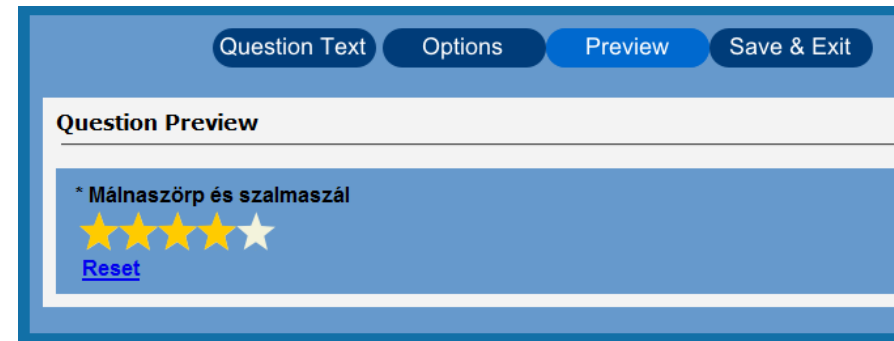 Question Text Options Preview Save & Exit
Question Preview
* Málnaszörp és szalmaszál
Reset